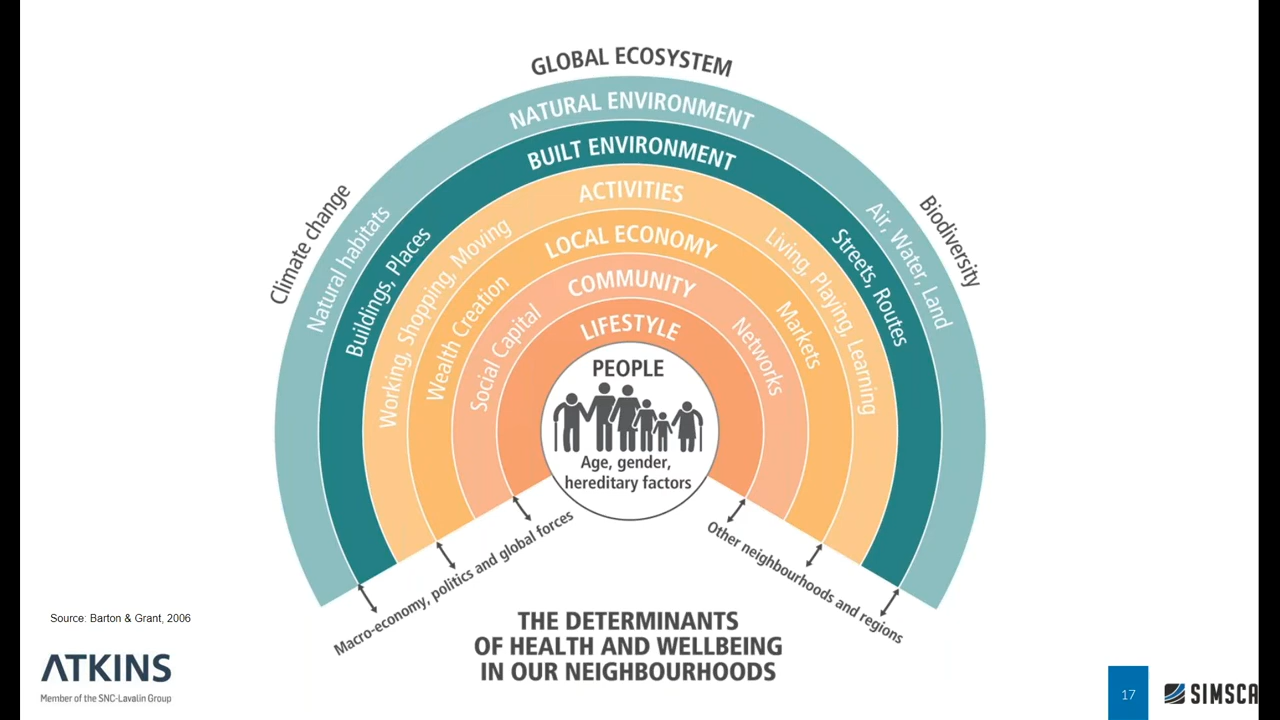 GLOBAL ECOSYSTEM
NATURAL ENVIRONMENT
BUILT ENVIRONMENT
ACTIVITIES
LOCAL ECONOMY
COMMUNITY
LIFESTYLE
PEOPLE
Age, gender,
hereditary factors
Climate change
Natural habitats
Buildings, Places
Working, Shopping, Moving
Wealth Creation
Social Capital
Biodiversity
Air, Water, Land
Streets, Routes
Living, Playing, Learning
Markets
Networks
Macro-economy, politics and global forces
Other neighbourhoods and regions
THE DETERMINANTS
OF HEALTH AND WELLBEING
IN OUR NEIGHBOURHOODS
Source: Barton & Grant, 2006
ATKINS
Member of the SNC-Lavalin Group
17
SIMSCA